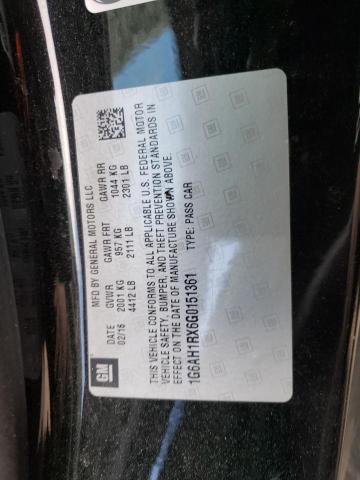 GM
MFD BY GENERAL MOTORS LLC
02/16 GVWR GAWR FRT GAWR RR
2001 KG 957 KG 1044 KG
4412 LB 2111 LB 2301 LB
THIS VEHICLE CONFORMS TO ALL APPLICABLE U.S. FEDERAL MOTOR
VEHICLE SAFETY, BUMPER, AND THEFT PREVENTION STANDARDS IN
EFFECT ON THE DATE OF MANUFACTURE SHOWN ABOVE.
1G6AH1RX6G0151361 TYPE: PASS CAR